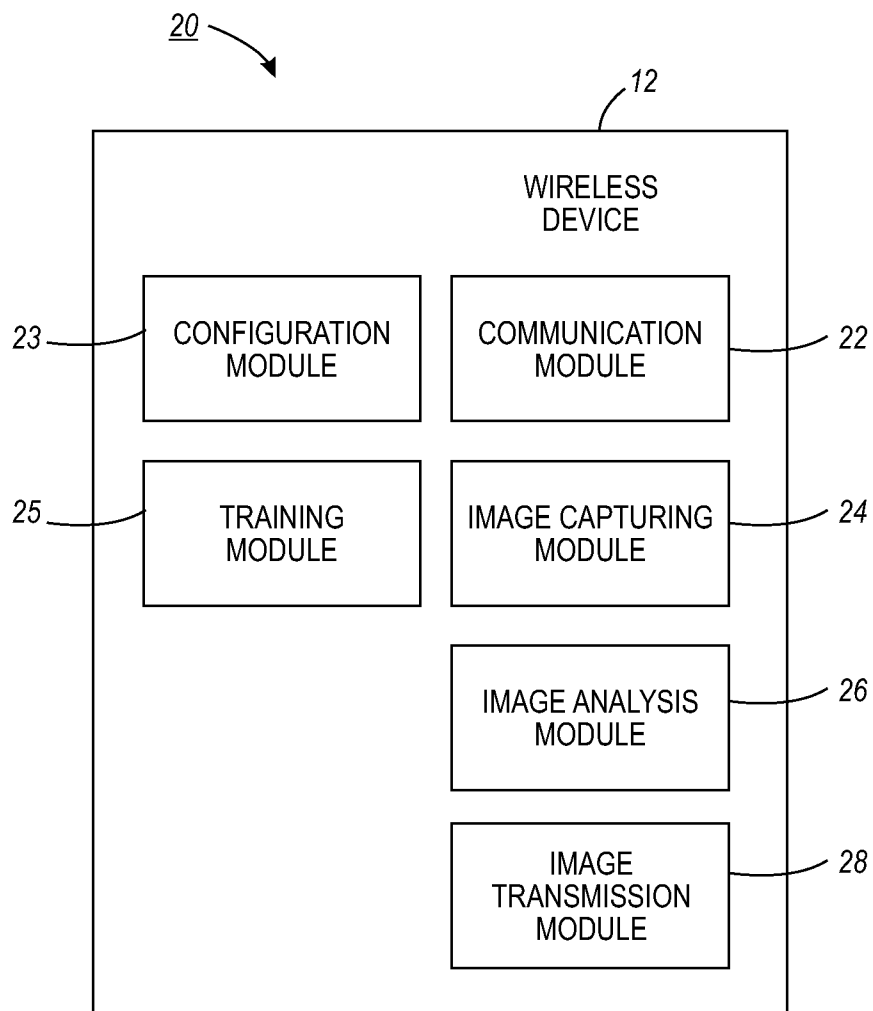 20
12
WIRELESS
DEVICE
23
CONFIGURATION
MODULE
COMMUNICATION
MODULE
22
25
TRAINING
MODULE
IMAGE CAPTURING
MODULE
24
IMAGE ANALYSIS
MODULE
26
IMAGE
TRANSMISSION
MODULE
28